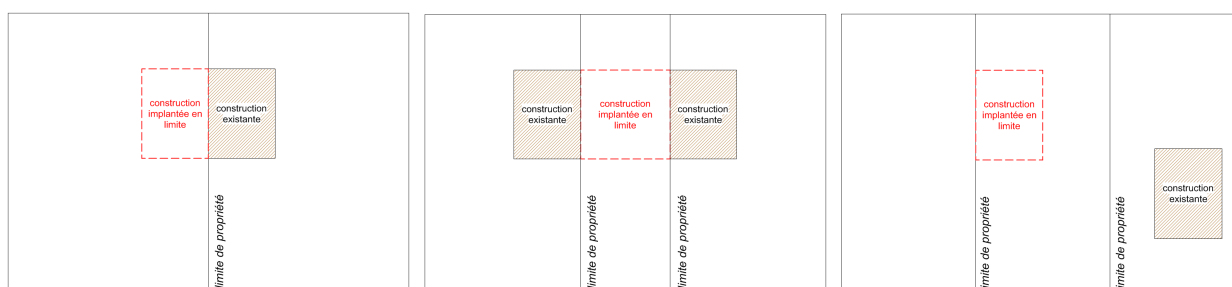 construction
implantée en
limite
construction
existante
limite de propriété
construction
existante
construction
implantée en
limite
construction
existante
limite de propriété
limite de propriété
construction
implantée en
limite
construction
existante
limite de propriété
limite de propriété